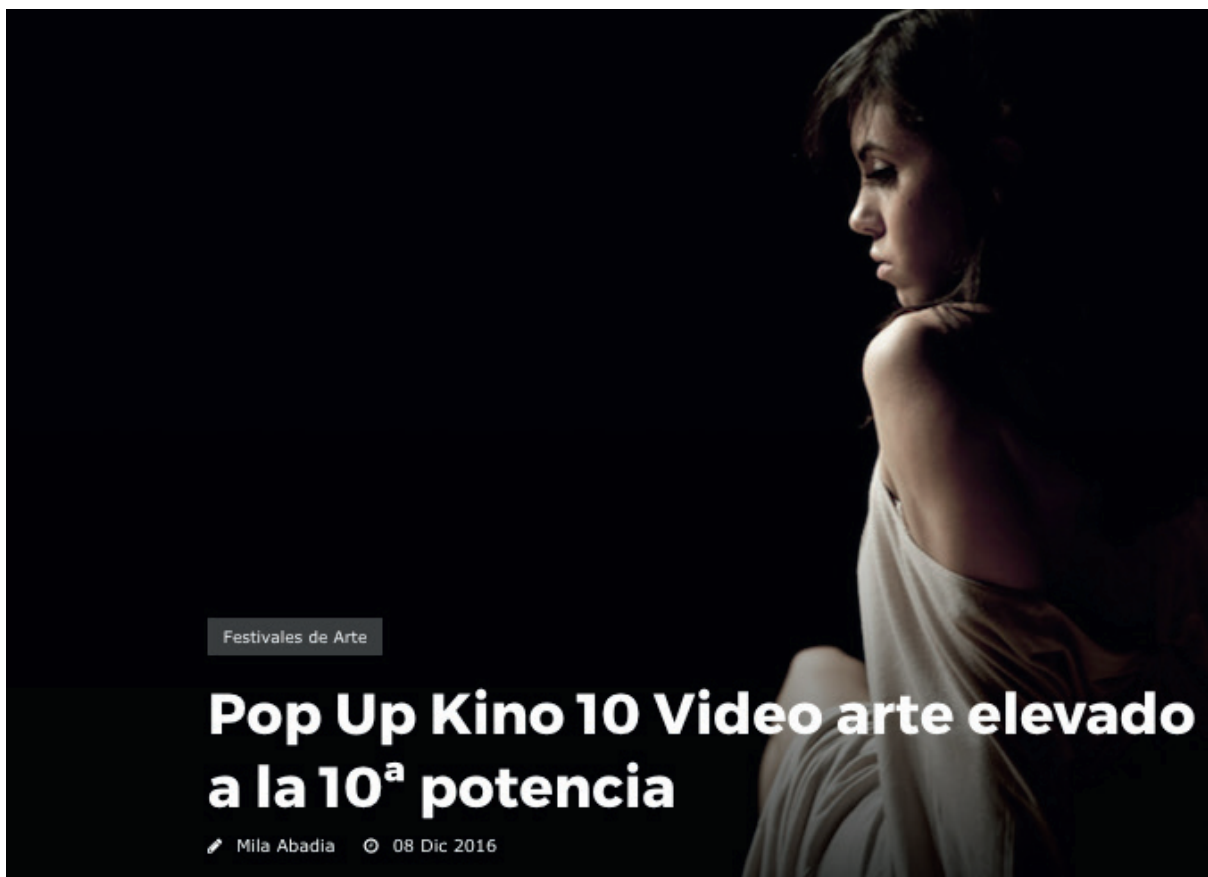 Festivales de Arte
Pop Up Kino 10 Video arte elevado
a la 10ª potencia
Mila Abadia 08 Dic 2016